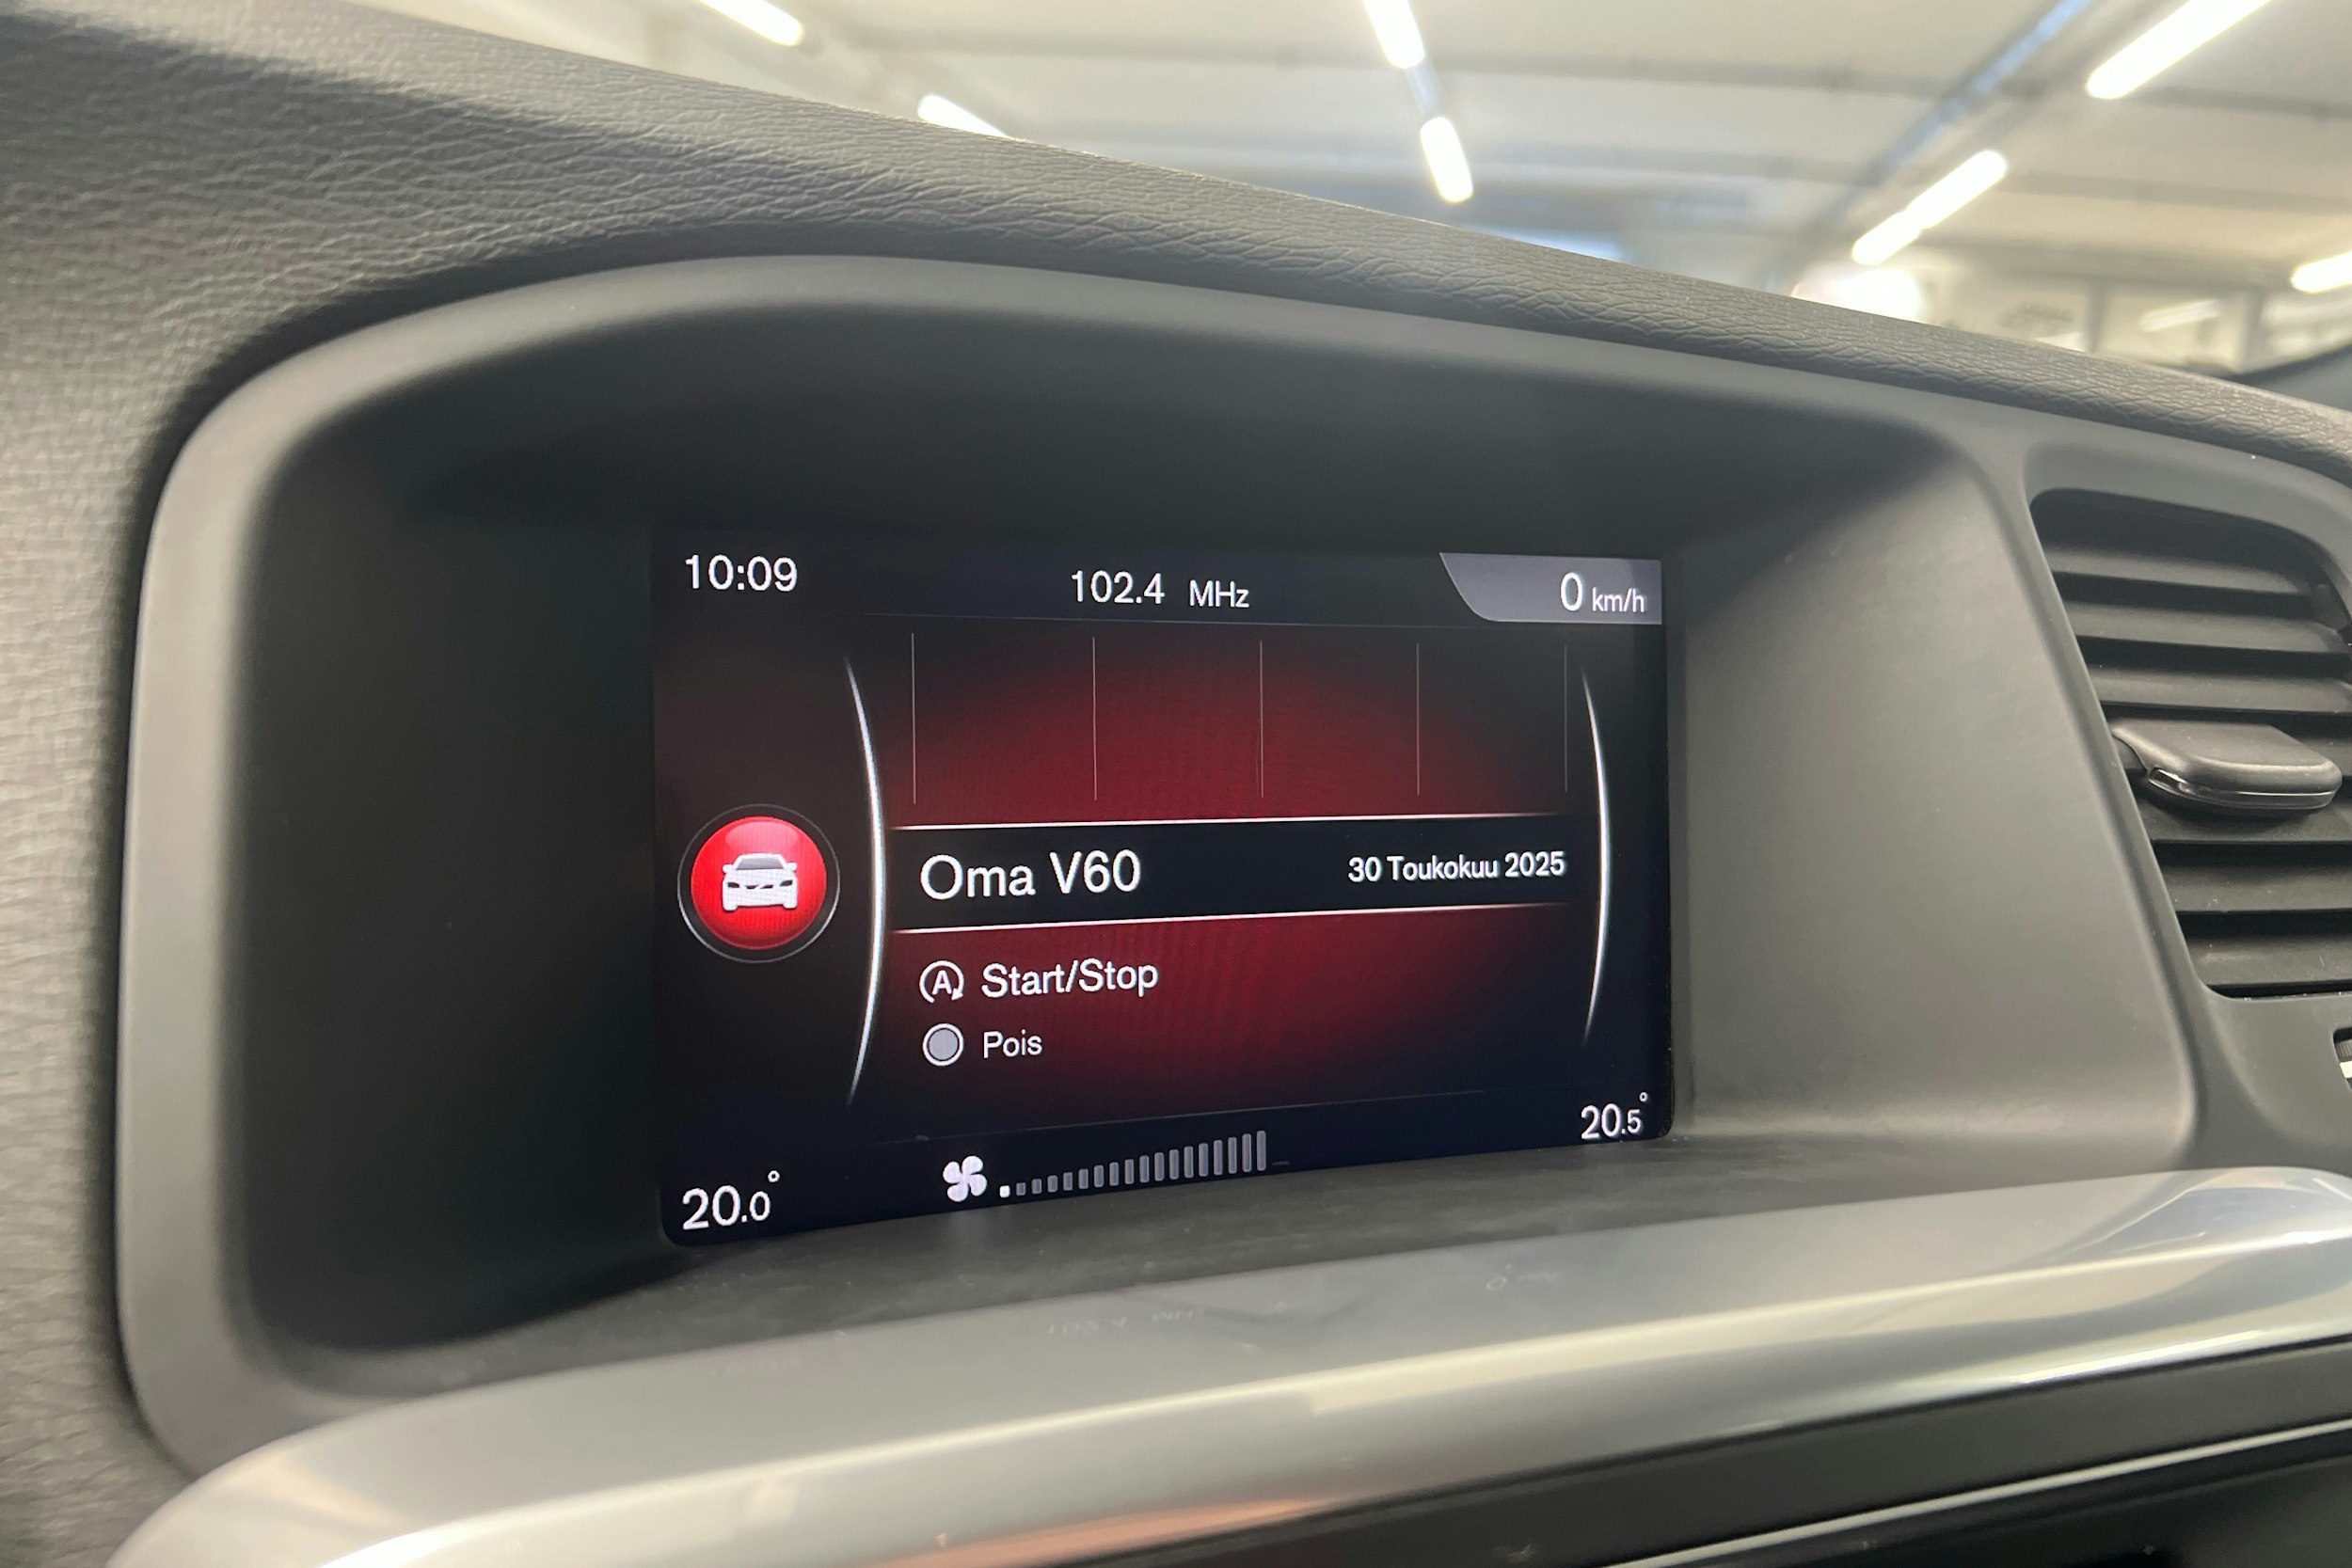 10:09
102.4 MHz
0 km/h
Oma V60
30 Toukokuu 2025
A Start/Stop
Pois
20.0°
20.5°